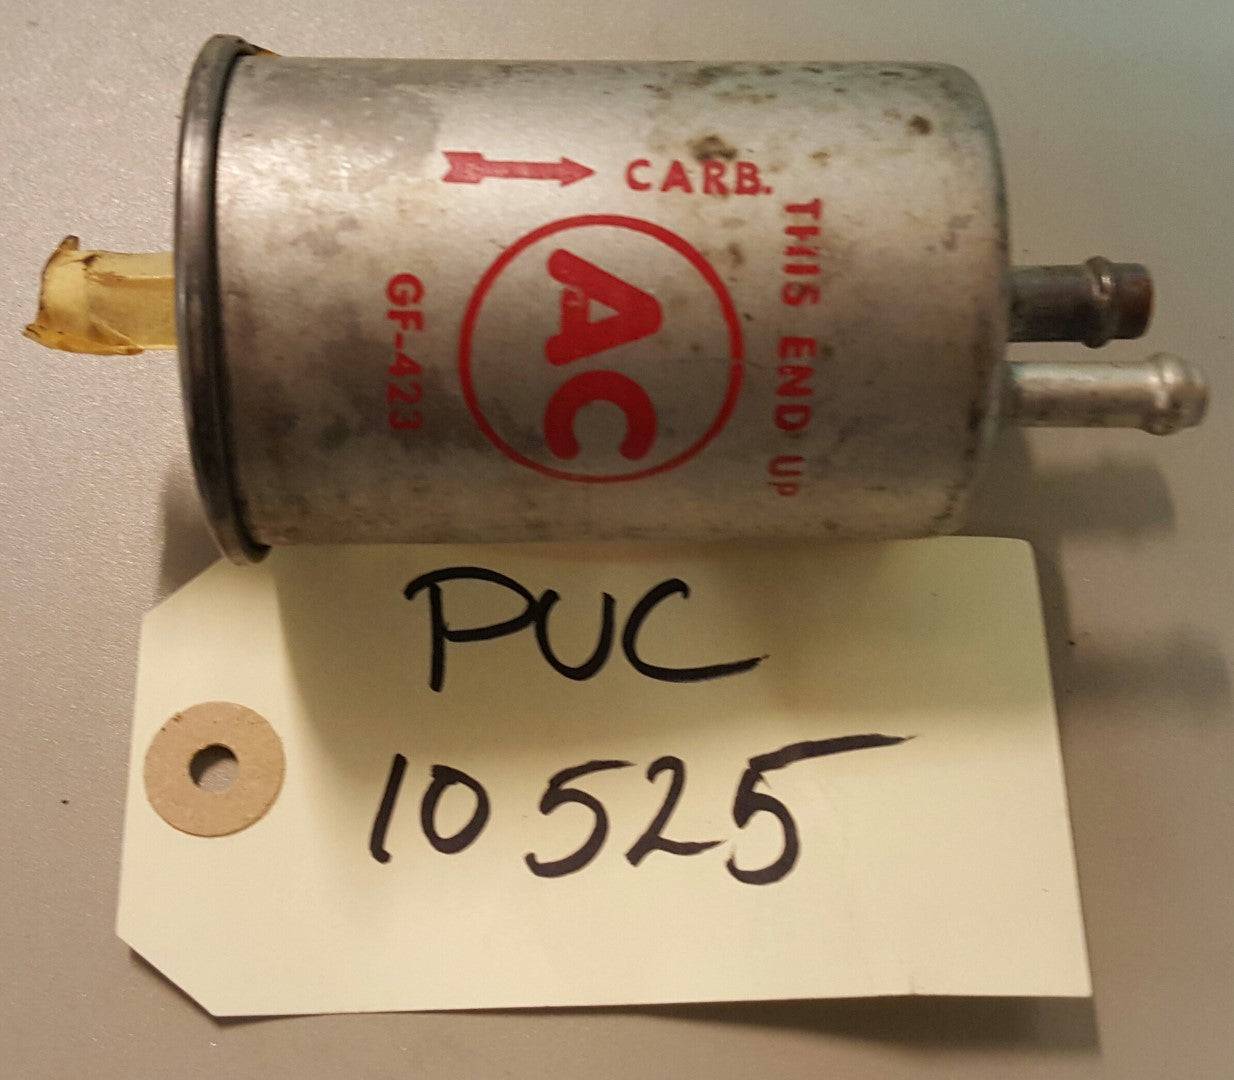 CARB.
THIS END UP
AC
GF-423
PUC
10525